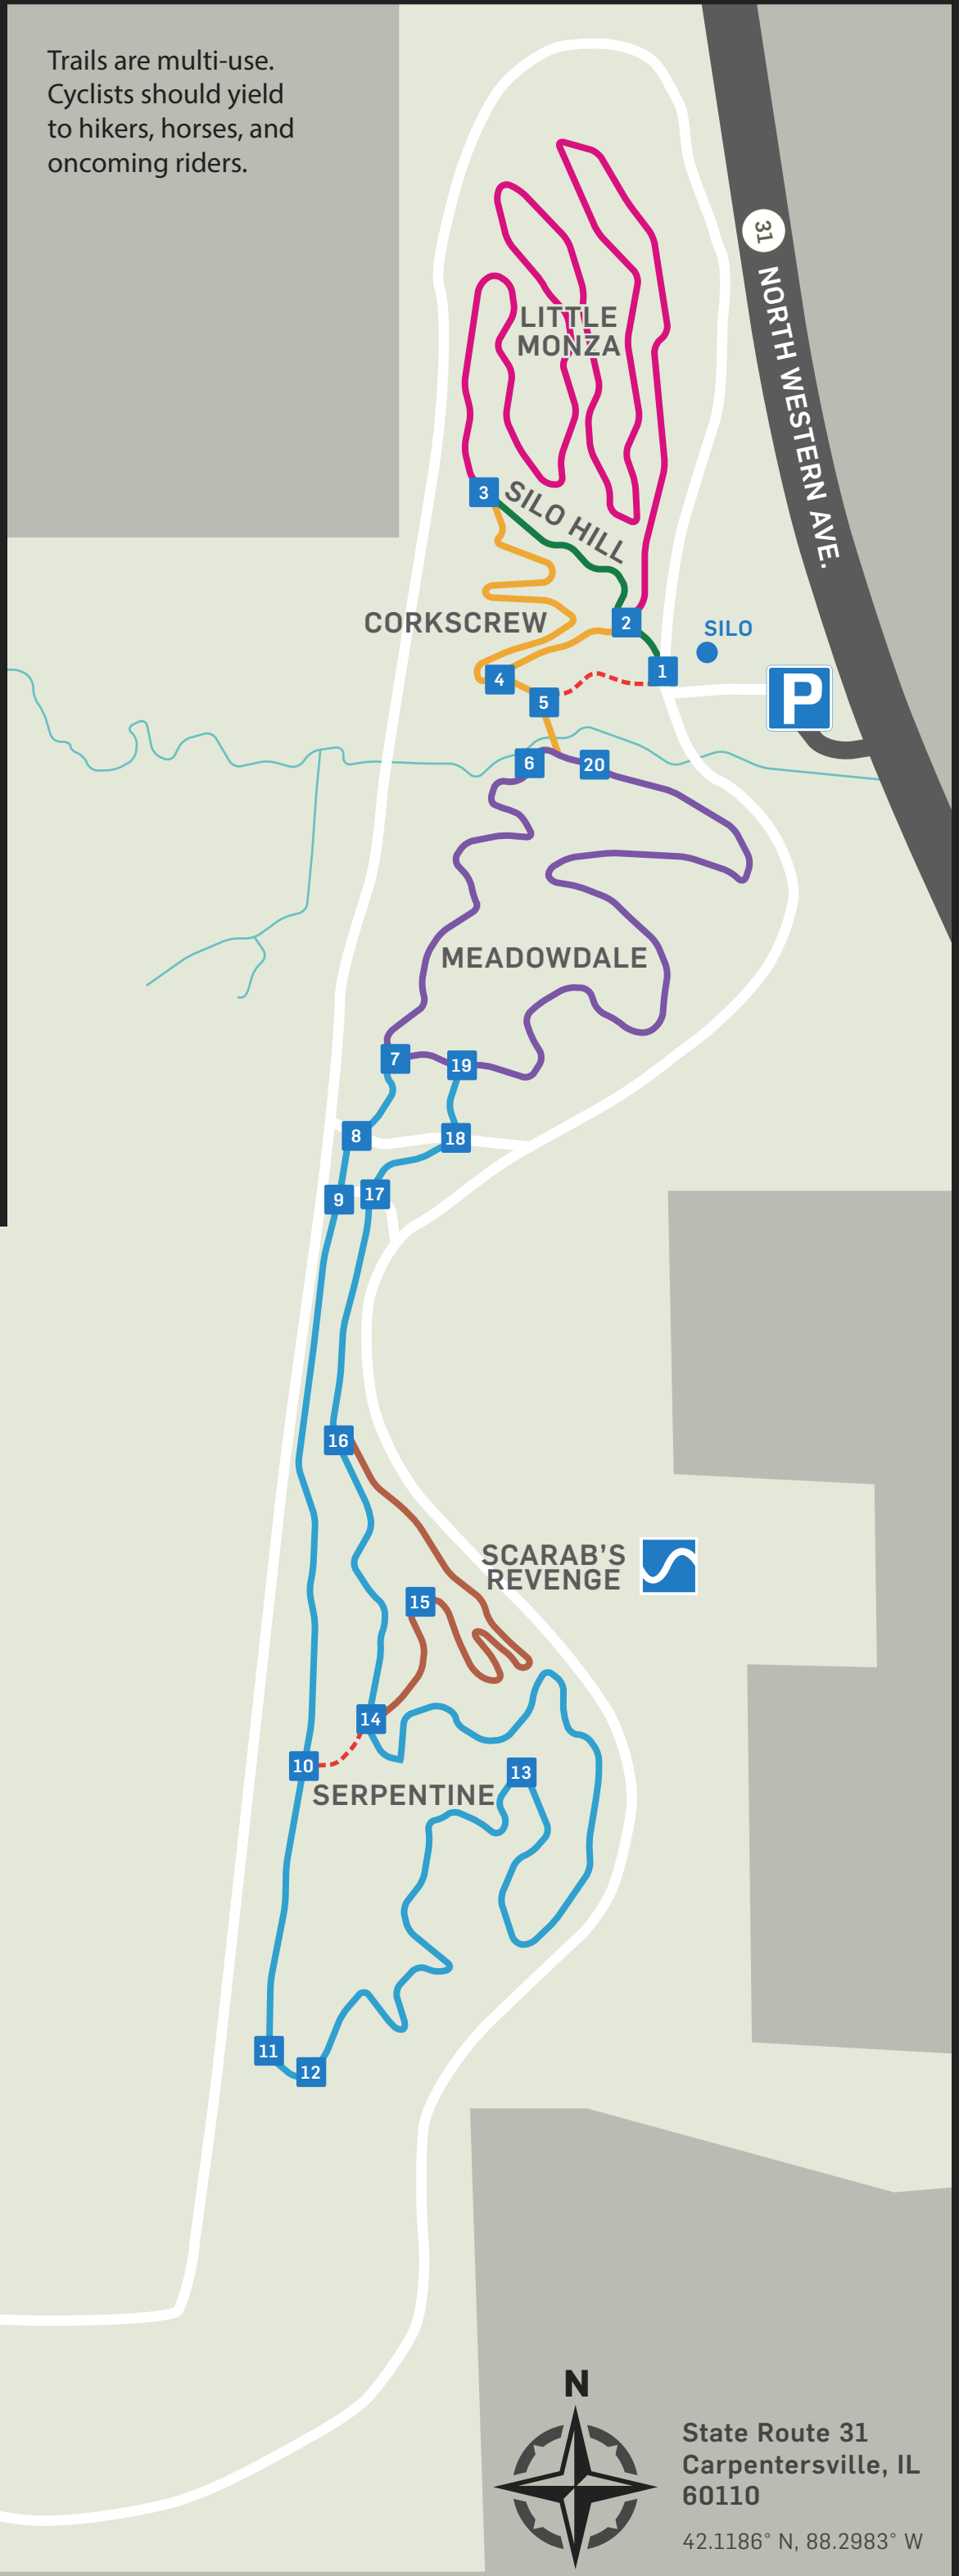 Trails are multi-use.
Cyclists should yield
to hikers, horses, and
oncoming riders.
31
NORTH WESTERN AVE.
LITTLE
MONZA
3
SILO HILL
CORKSCREW
2
SILO
1
4
5
P
6
20
MEADOWDALE
7
19
8
18
9
17
16
SCARAB'S
REVENGE
15
14
10
13
SERPENTINE
11
12
N
State Route 31
Carpentersville, IL
60110
42.1186° N, 88.2983° W